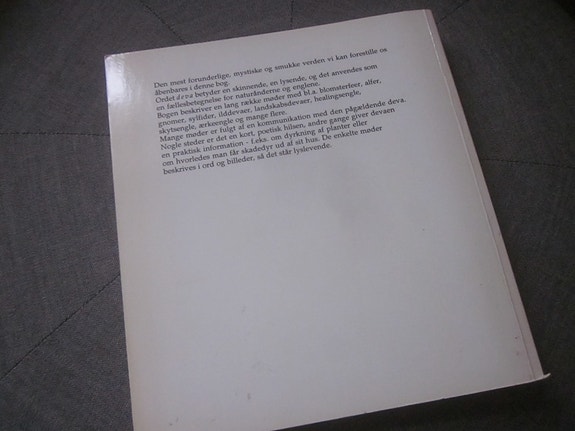 Den mest forunderlige, mystiske og smukke verden vi kan forestille os
åbenbares i denne bog.
Ordet deva betyder en skinnende, en lysende, og det anvendes som
en fællesbetegnelse for naturånderne og englene.
Bogen beskriver en lang række møder med bl.a. blomsterfeer, alfer,
gnomer, sylfider, ilddevaer, landskabsdevaer, healingsengle,
skytsengle, ærkeengle og mange flere.
Mange møder er fulgt af en kommunikation med den pågældende deva.
Nogle steder er det en kort, poetisk hilsen, andre gange giver devaen
en praktisk information - f.eks. om dyrkning af planter eller
om hvorledes man får skadedyr ud af sit hus. De enkelte møder
beskrives i ord og billeder, så det står lyslevende.